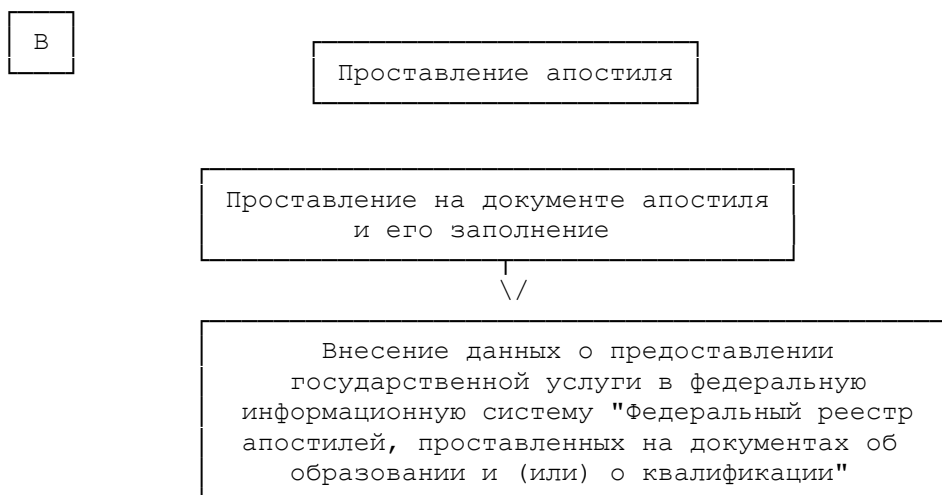 В
Проставление апостиля
Проставление на документе апостиля
и его заполнение
\/
Внесение данных о предоставлении
государственной услуги в федеральную
информационную систему "Федеральный реестр
апостилей, проставленных на документах об
образовании и (или) о квалификации"